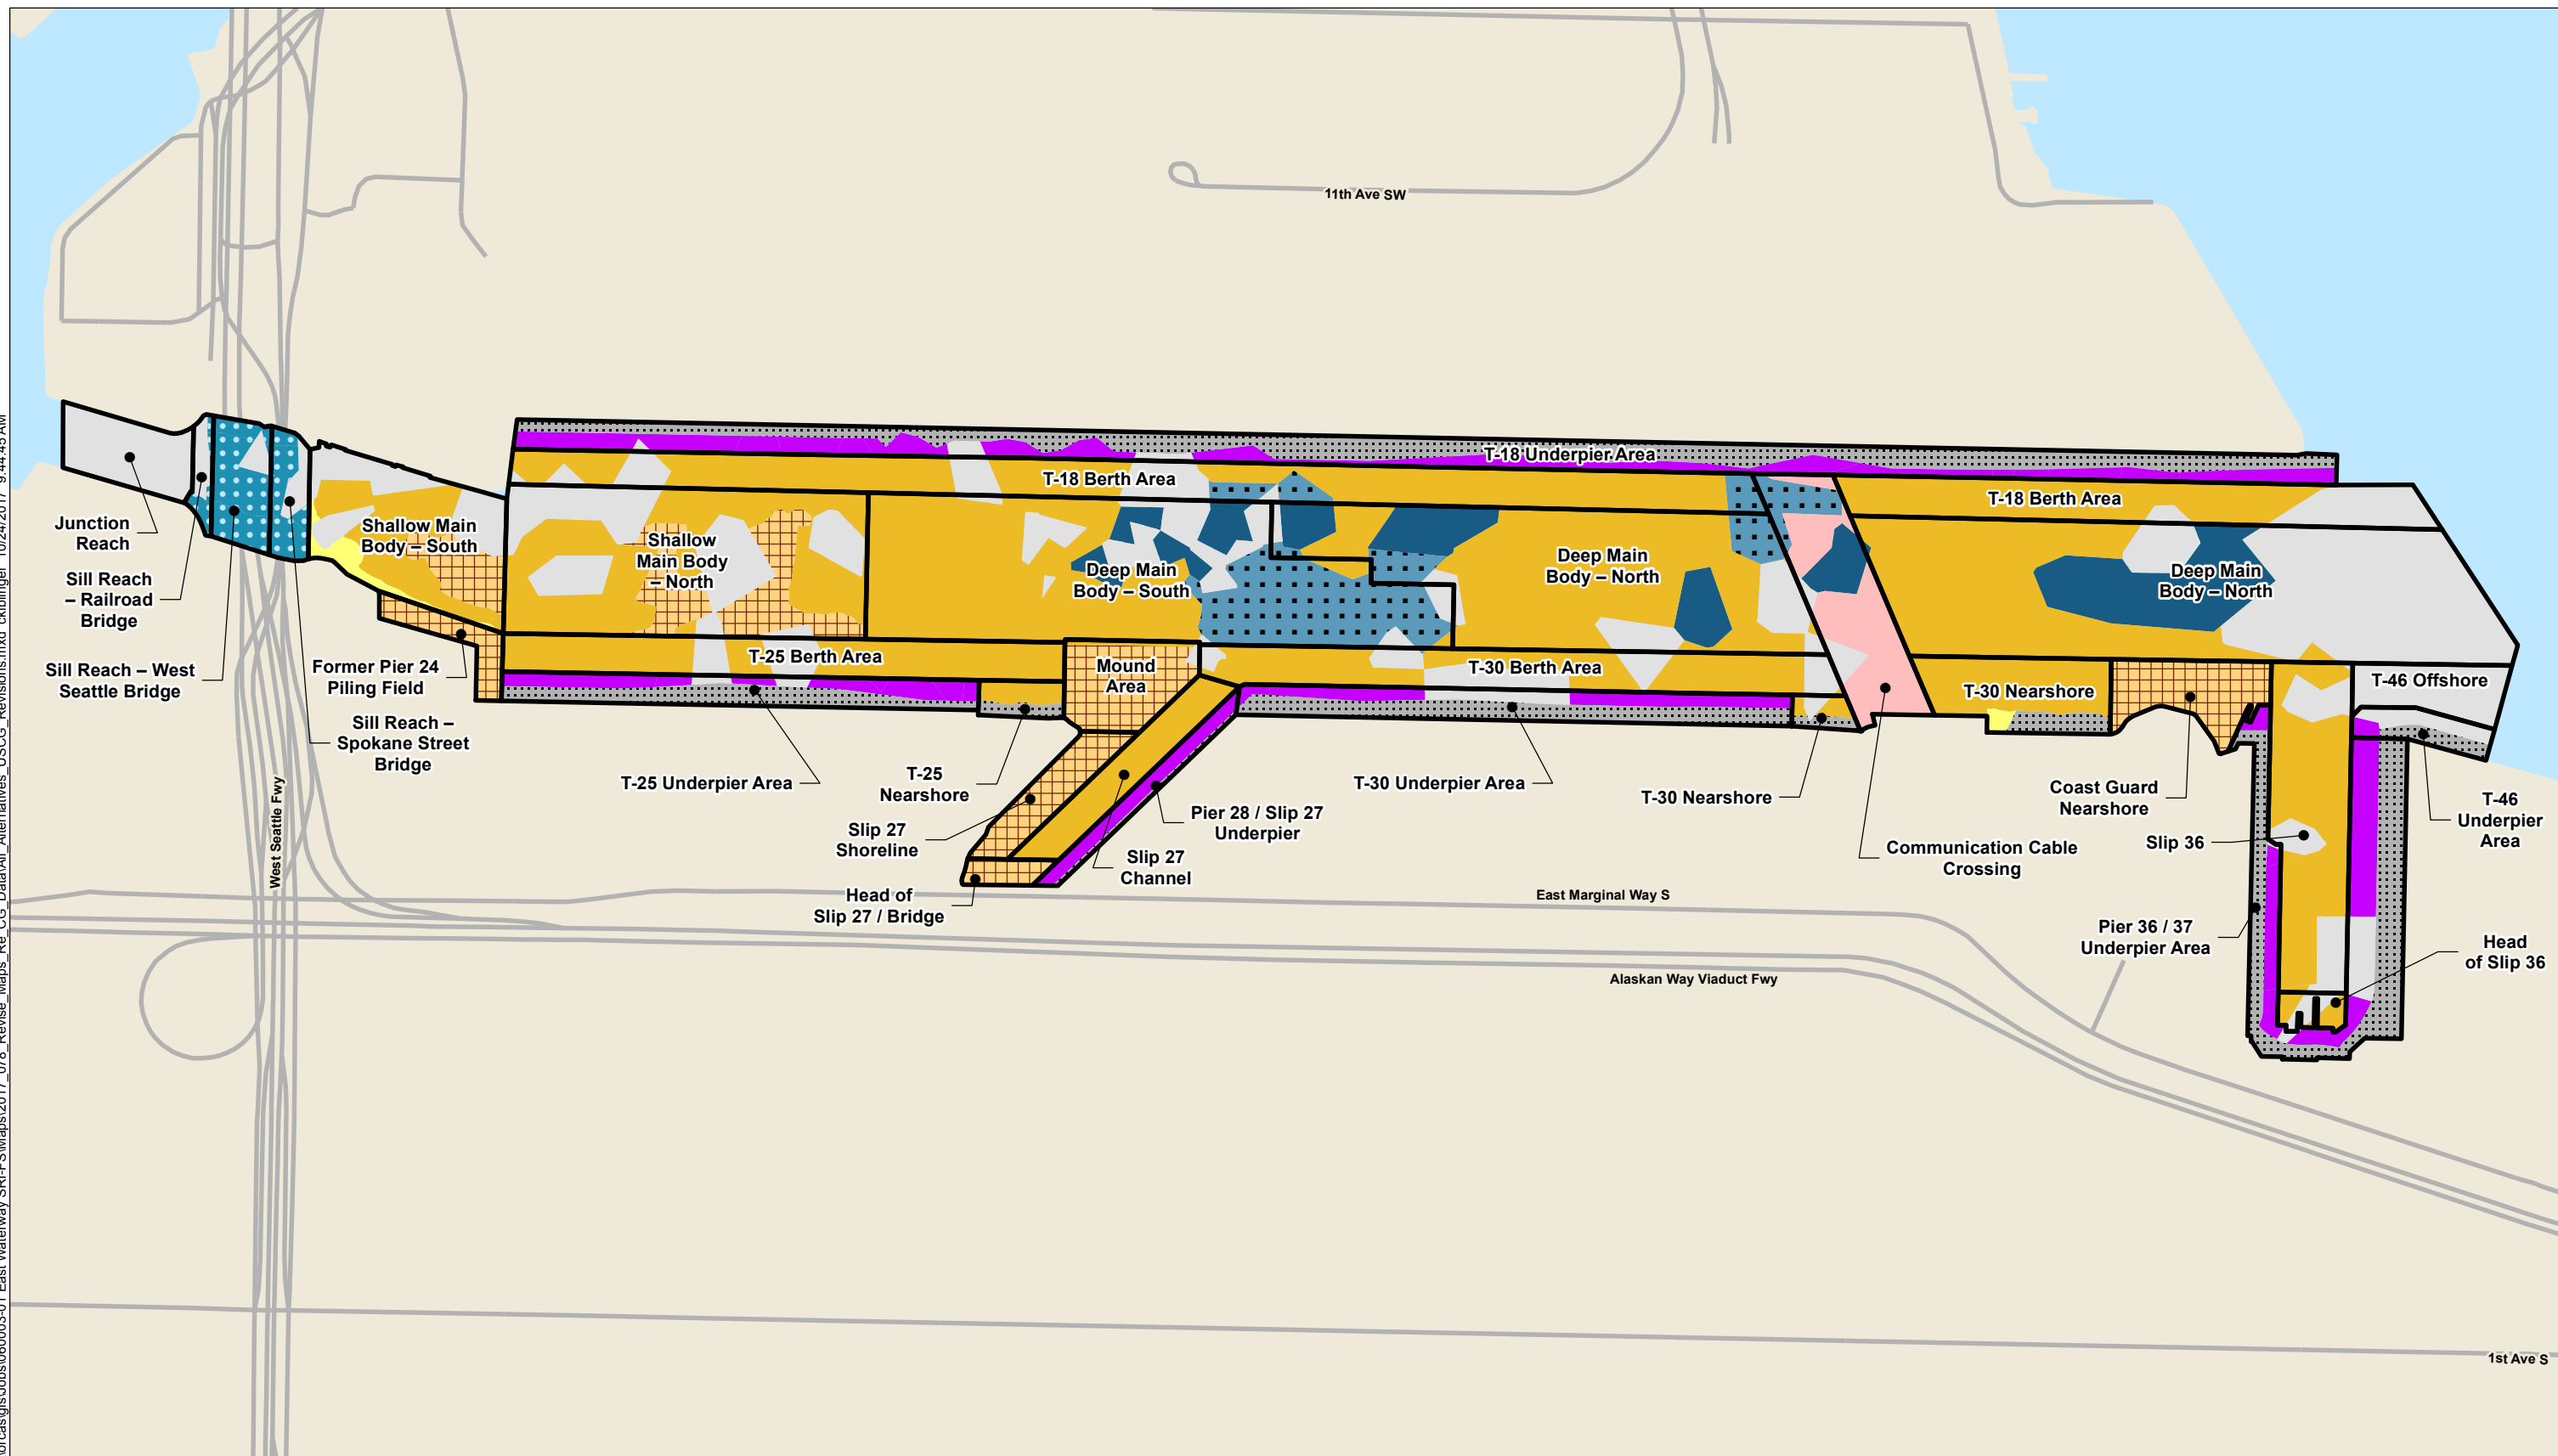 11th Ave SW
T-18 Underpier Area
T-18 Berth Area
T-18 Berth Area
Junction
Reach
Shallow Main
Body – South
Shallow
Main Body
– North
Deep Main
Body – South
Deep Main
Body – North
Deep Main
Body – North
Sill Reach
– Railroad
Bridge
Sill Reach – West
Seattle Bridge
Former Pier 24
Piling Field
Sill Reach –
Spokane Street
Bridge
T-25 Berth Area
Mound
Area
T-30 Berth Area
T-30 Nearshore
T-46 Offshore
T-25 Underpier Area
T-25
Nearshore
Slip 27
Shoreline
Head of
Slip 27 / Bridge
Pier 28 / Slip 27
Underpier
Slip 27
Channel
T-30 Underpier Area
T-30 Nearshore
Communication Cable
Crossing
Coast Guard
Nearshore
Slip 36
T-46
Underpier
Area
Pier 36 / 37
Underpier Area
Head
of Slip 36
West Seattle Fwy
East Marginal Way S
Alaskan Way Viaduct Fwy
1st Ave S